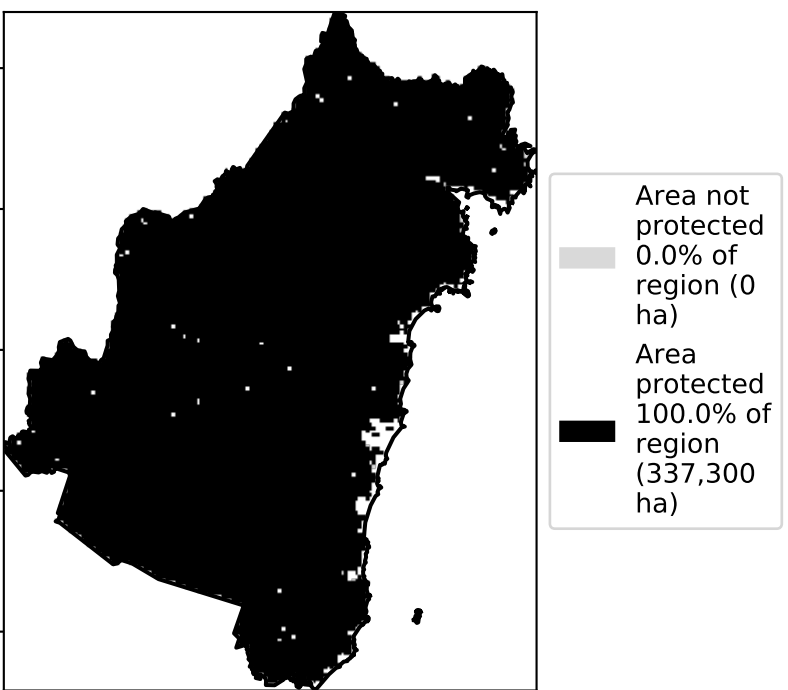 Area not
protected
0.0% of
region (0
ha)
Area
protected
100.0% of
region
(337,300
ha)